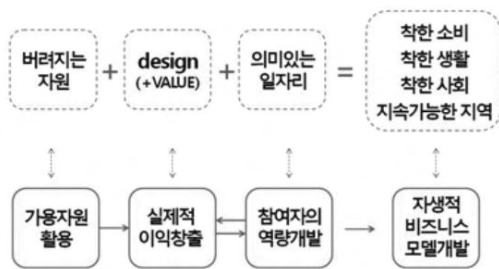 버려지는
자원
+
design
(+VALUE)
+
의미있는
일자리
=
착한 소비
착한 생활
착한 사회
지속가능한 지역
가용자원
활용
실제적
이익창출
참여자의
역량개발
자생적
비즈니스
모델개발